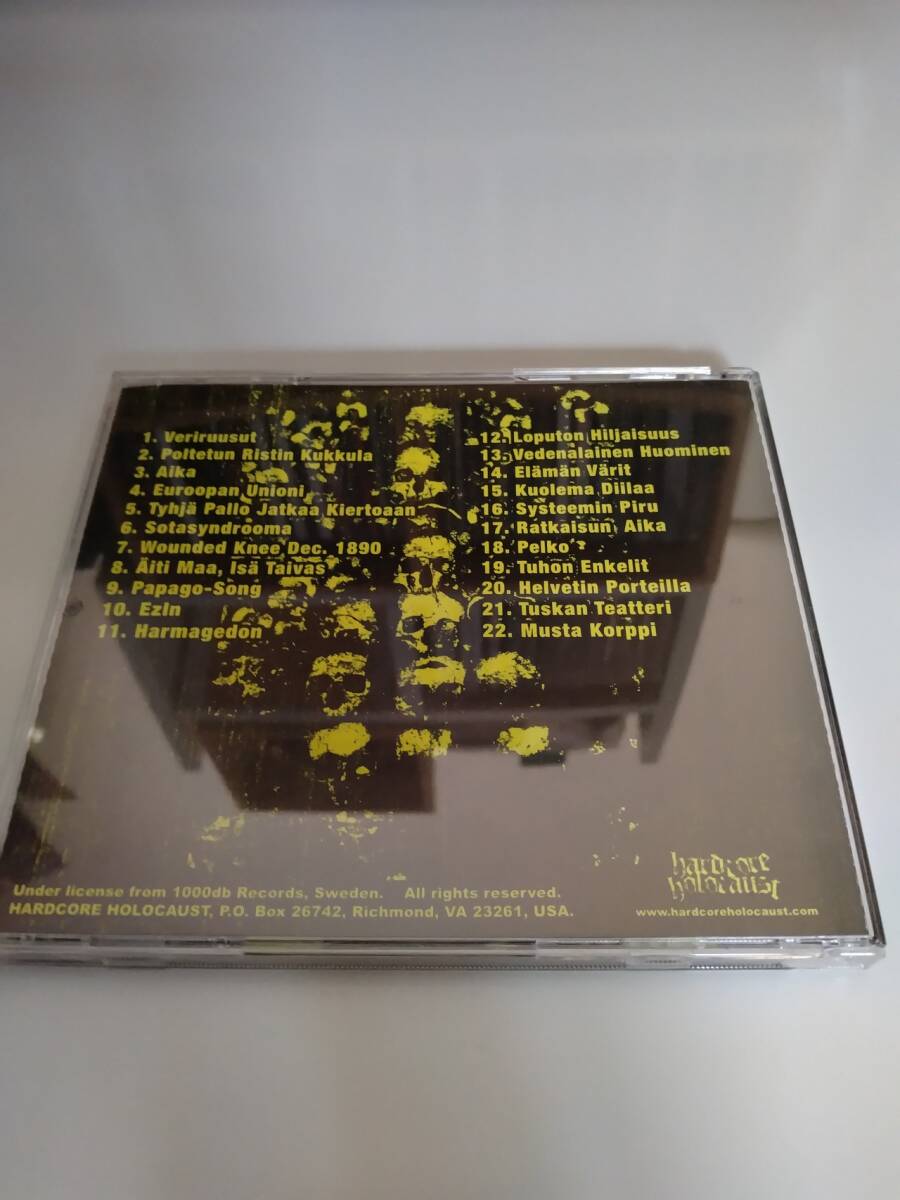 1. Veriruusut
2. Poltetun Ristin Kukkula
3. Aika
4. Euroopan Unioni
5. Tyhjä Pallo Jatkaa Kiertoaan
6. Sotasyndrooma
7. Wounded Knee Dec. 1890
8. Äiti Maa, Isä Taivas
9. Papago-Song
10. Ezln
11. Harmagedon
12. Loputon Hiljaisuus
13. Vedenalainen Huominen
14. Elämän Värit
15. Kuolema Diilaa
16. Systeemin Piru
17. Ratkaisun Aika
18. Pelko
19. Tuhon Enkelit
20. Helvetin Porteilla
21. Tuskan Teatteri
22. Musta Korppi
Under license from 1000db Records, Sweden. All rights reserved.
HARDCORE HOLOCAUST, P.O. Box 26742, Richmond, VA 23261, USA.
hardcore
holocaust
www.hardcoreholocaust.com